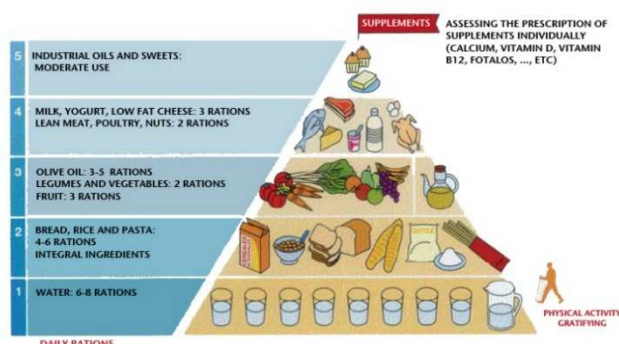 SUPPLEMENTS
ASSESSING THE PRESCRIPTION OF
SUPPLEMENTS INDIVIDUALLY
(CALCIUM, VITAMIN D, VITAMIN
B12, FOTALOS, ..., ETC)
5
INDUSTRIAL OILS AND SWEETS:
MODERATE USE
4
MILK, YOGURT, LOW FAT CHEESE: 3 RATIONS
LEAN MEAT, POULTRY, NUTS: 2 RATIONS
3
OLIVE OIL: 3-5 RATIONS
LEGUMES AND VEGETABLES: 2 RATIONS
FRUIT: 3 RATIONS
2
BREAD, RICE AND PASTA:
4-6 RATIONS
INTEGRAL INGREDIENTS
1
WATER: 6-8 RATIONS
PHYSICAL ACTIVITY
GRATIFYING
DAILY RATIONS